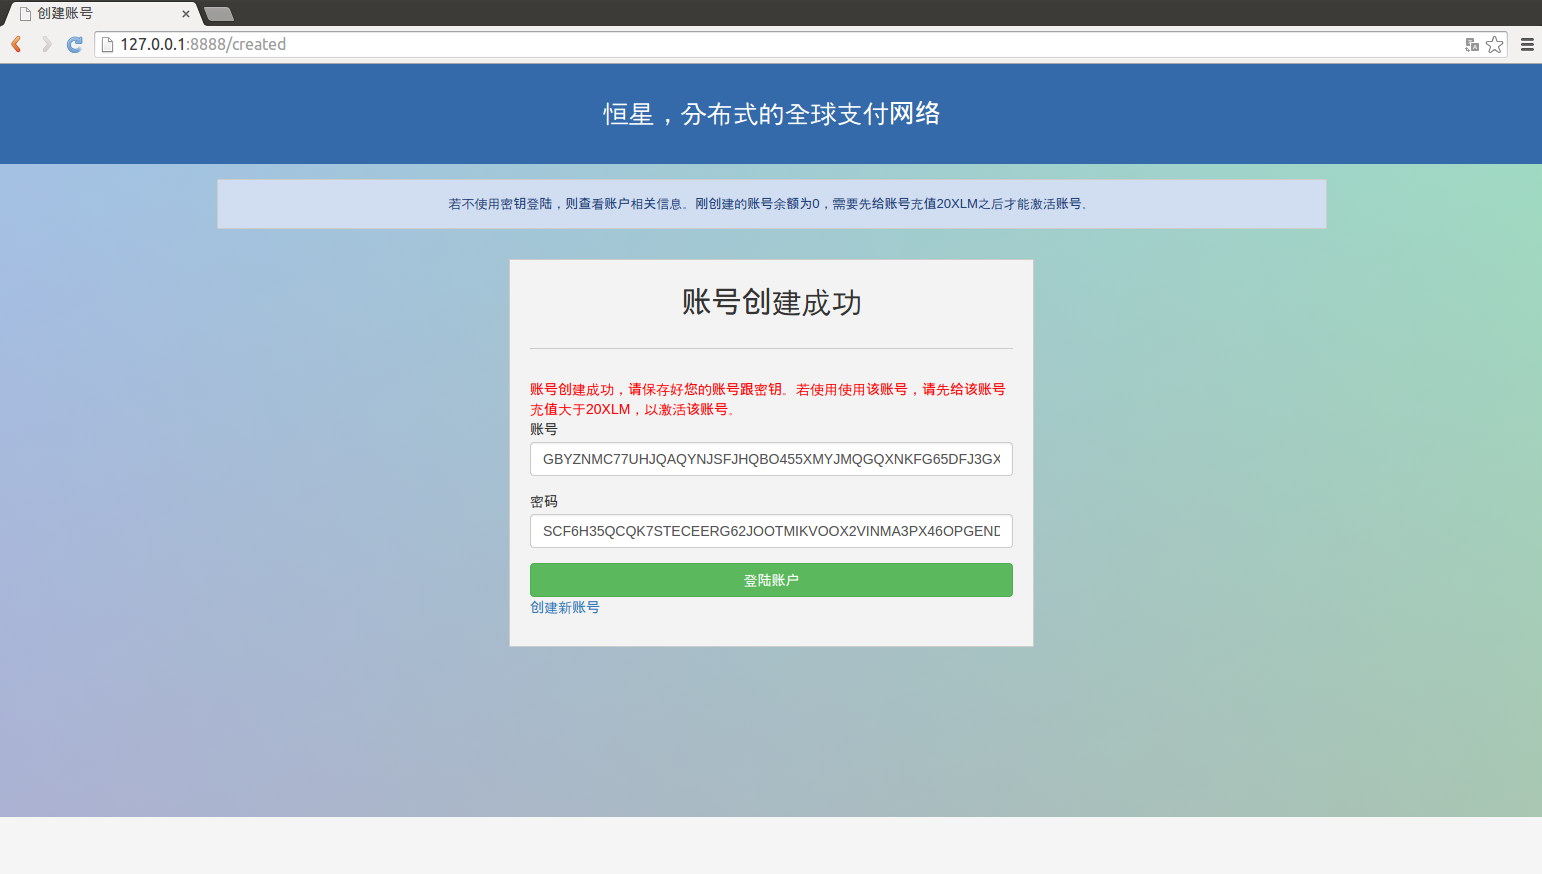 创建账号
127.0.0.1:8888/created
恒星，分布式的全球支付网络
若不使用密钥登陆，则查看账户相关信息。刚创建的账号余额为0，需要先给账号充值20XLM之后才能激活账号。
账号创建成功
账号创建成功，请保存好您的账号跟密钥。若使用使用该账号，请先给该账号
充值大于20XLM，以激活该账号。
账号
GBYZNMC77UHJQAQYNJSFJHQBO455XMYJMQGQXNKFG65DFJ3GX
密码
SCF6H35QCQK7STECEERG62JOOTMIKVOOX2VINMA3PX46OPGEND
登陆账户
创建新账号